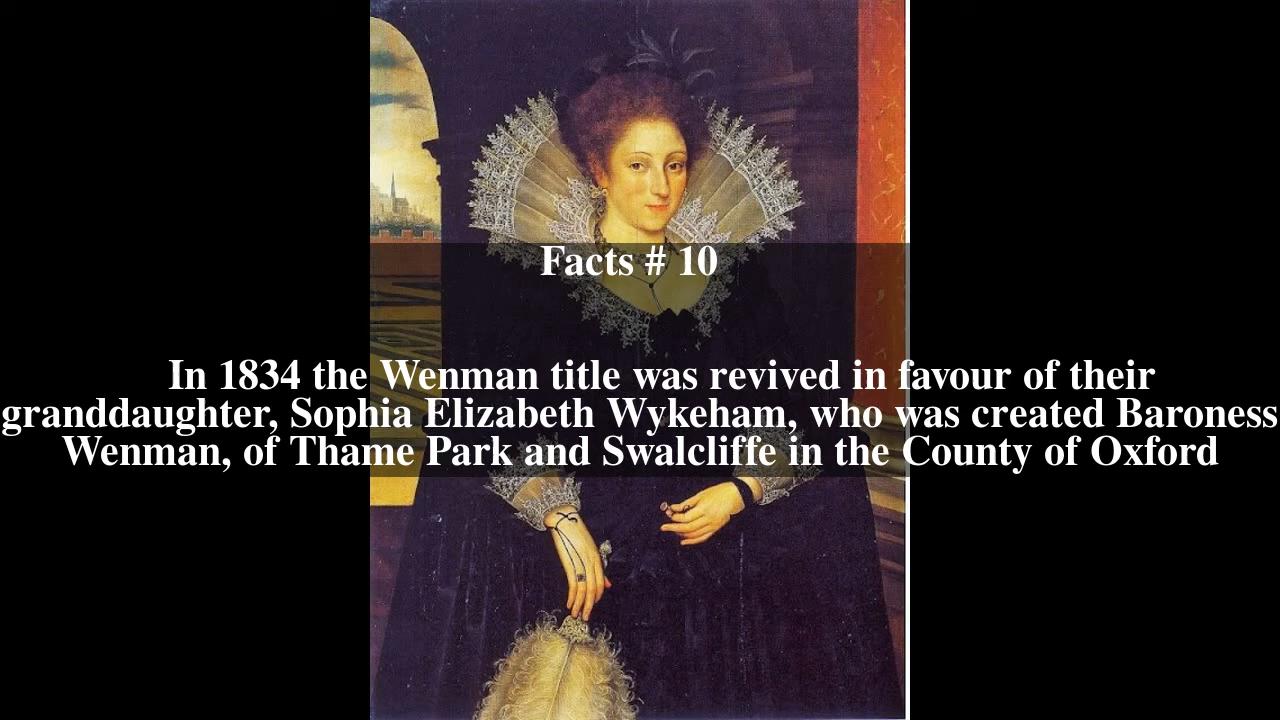 Facts # 10
In 1834 the Wenman title was revived in favour of their
granddaughter, Sophia Elizabeth Wykeham, who was created Baroness
Wenman, of Thame Park and Swalcliffe in the County of Oxford